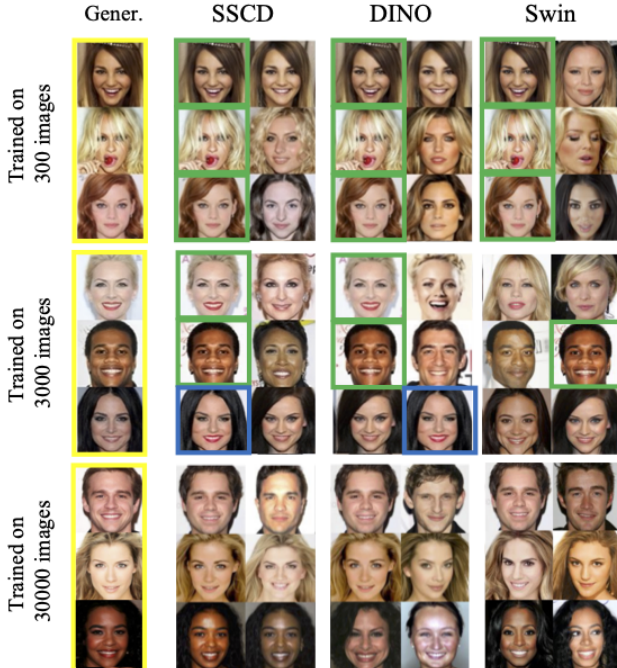 Gener. SSCD DINO Swin
Trained on
300 images
Trained on
3000 images
Trained on
30000 images